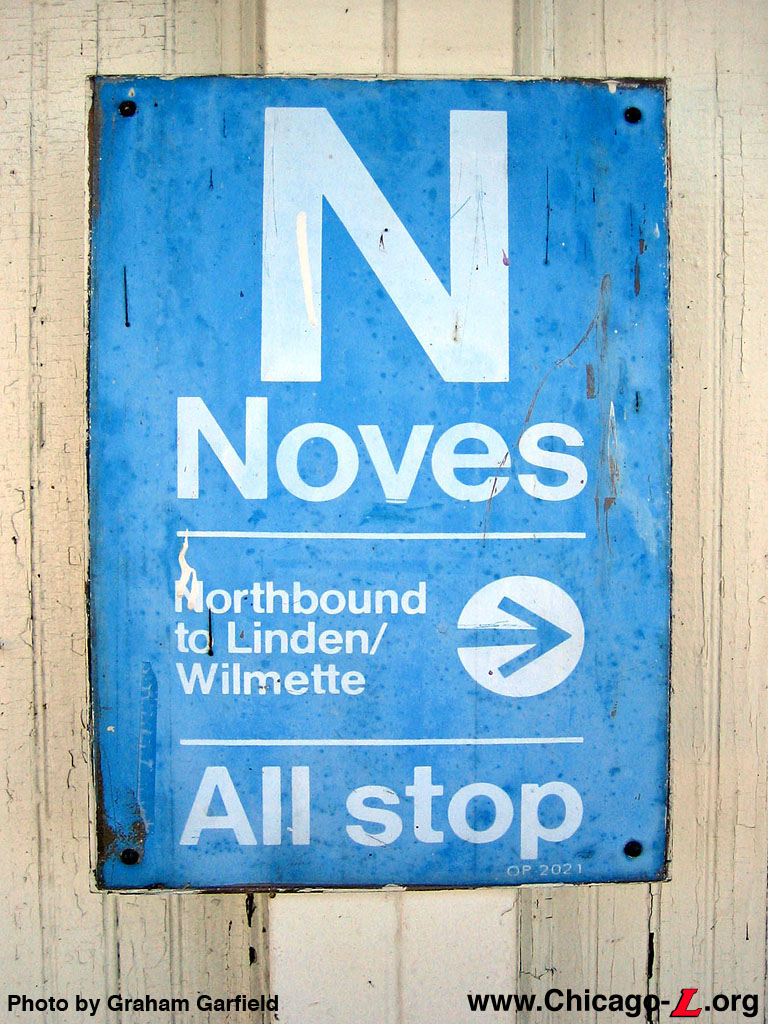 N
Noyes
Northbound
to Linden/
Wilmette
All stop
OP 2021
Photo by Graham Garfield
www.Chicago-L.org